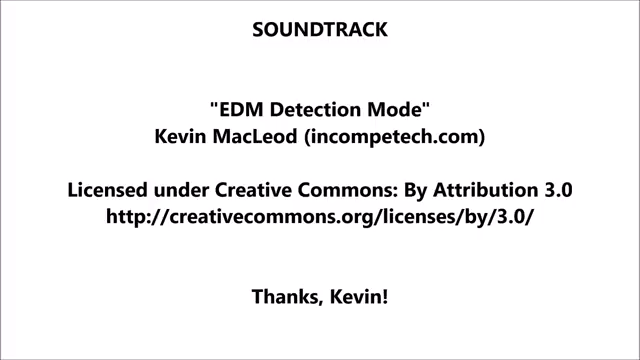 SOUNDTRACK
"EDM Detection Mode"
Kevin MacLeod (incompetech.com)
Licensed under Creative Commons: By Attribution 3.0
http://creativecommons.org/licenses/by/3.0/
Thanks, Kevin!